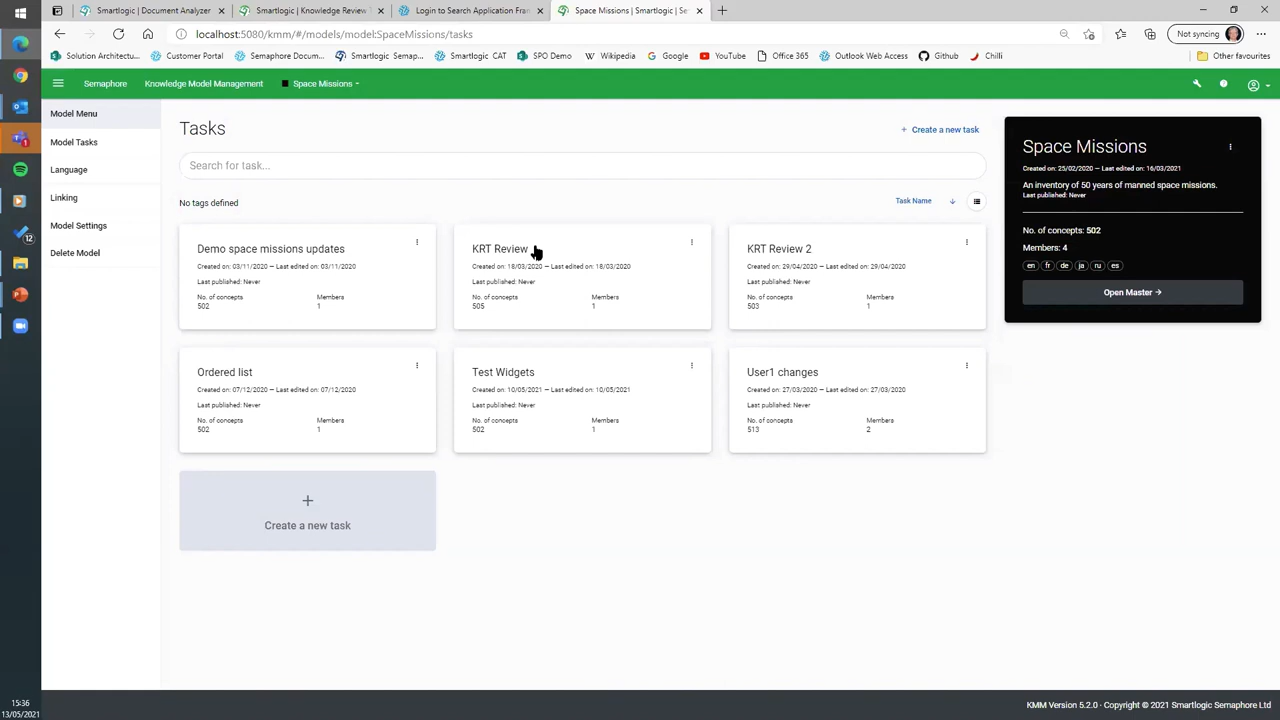 Smartlogic | Document Analyzer
Smartlogic | Knowledge Review T
Login to Search Application Fram
Space Missions | Smartlogic | Se
localhost:5080/kmm/#/models/model:SpaceMissions/tasks
Not syncing
Solution Architectu...
Customer Portal
Semaphore Docum...
Smartlogic Semap...
Smartlogic CAT
SPO Demo
Wikipedia
Google
YouTube
Office 365
Outlook Web Access
Github
Chilli
Other favourites
Semaphore
Knowledge Model Management
Space Missions
Model Menu
Model Tasks
Language
Linking
Model Settings
Delete Model
Tasks
+ Create a new task
Search for task...
No tags defined
Task Name
Demo space missions updates
Created on: 03/11/2020 — Last edited on: 03/11/2020
Last published: Never
No. of concepts
Members
502
1
KRT Review
Created on: 18/03/2020 — Last edited on: 18/03/2020
Last published: Never
No. of concepts
Members
505
1
KRT Review 2
Created on: 29/04/2020 — Last edited on: 29/04/2020
Last published: Never
No. of concepts
Members
503
1
Ordered list
Created on: 07/12/2020 — Last edited on: 07/12/2020
Last published: Never
No. of concepts
Members
502
1
Test Widgets
Created on: 10/05/2021 — Last edited on: 10/05/2021
Last published: Never
No. of concepts
Members
502
1
User1 changes
Created on: 27/03/2020 — Last edited on: 27/03/2020
Last published: Never
No. of concepts
Members
513
2
+
Create a new task
Space Missions
Created on: 25/02/2020 — Last edited on: 16/03/2021
An inventory of 50 years of manned space missions.
Last published: Never
No. of concepts: 502
Members: 4
en fr de ja ru es
Open Master →
12
15:36
13/05/2021
KMM Version 5.2.0 · Copyright © 2021 Smartlogic Semaphore Ltd